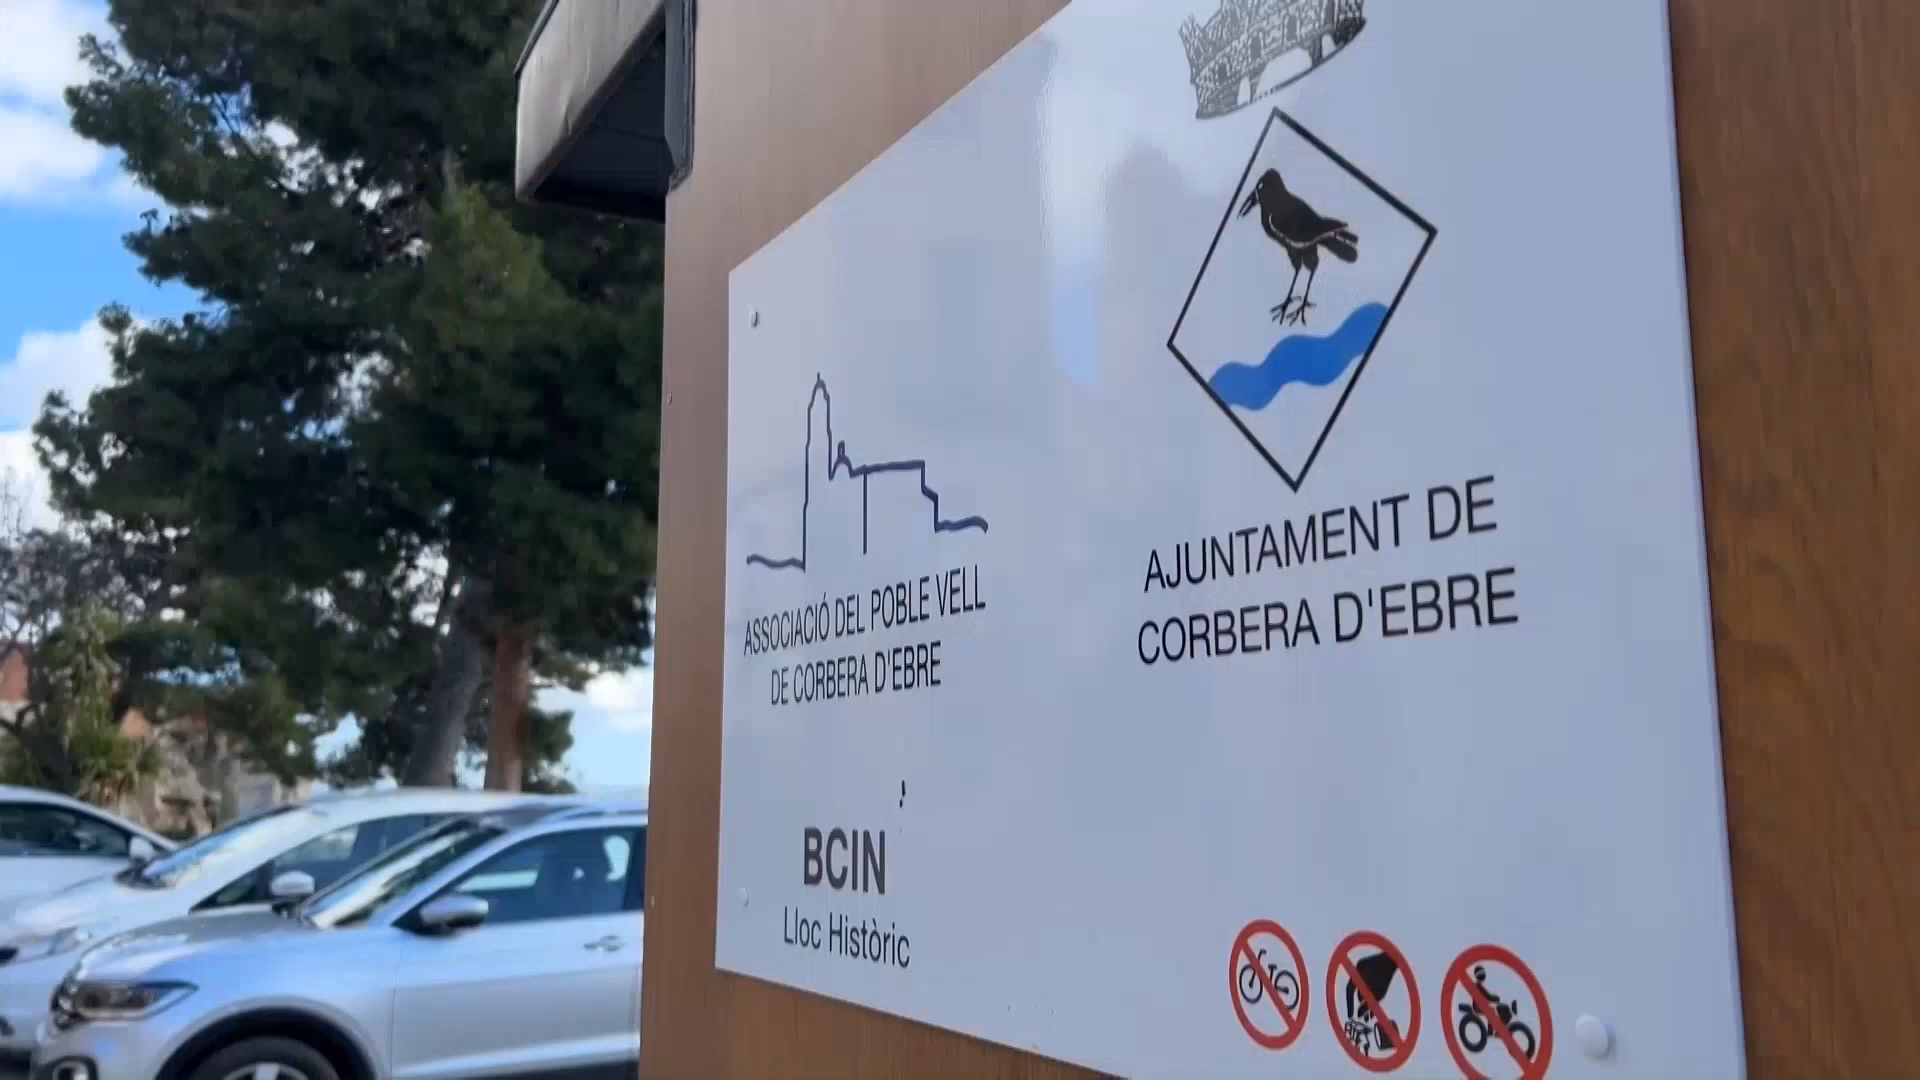 ASSOCIACIÓ DEL POBLE VELL
DE CORBERA D'EBRE
AJUNTAMENT DE
CORBERA D'EBRE
BCIN
Lloc Històric